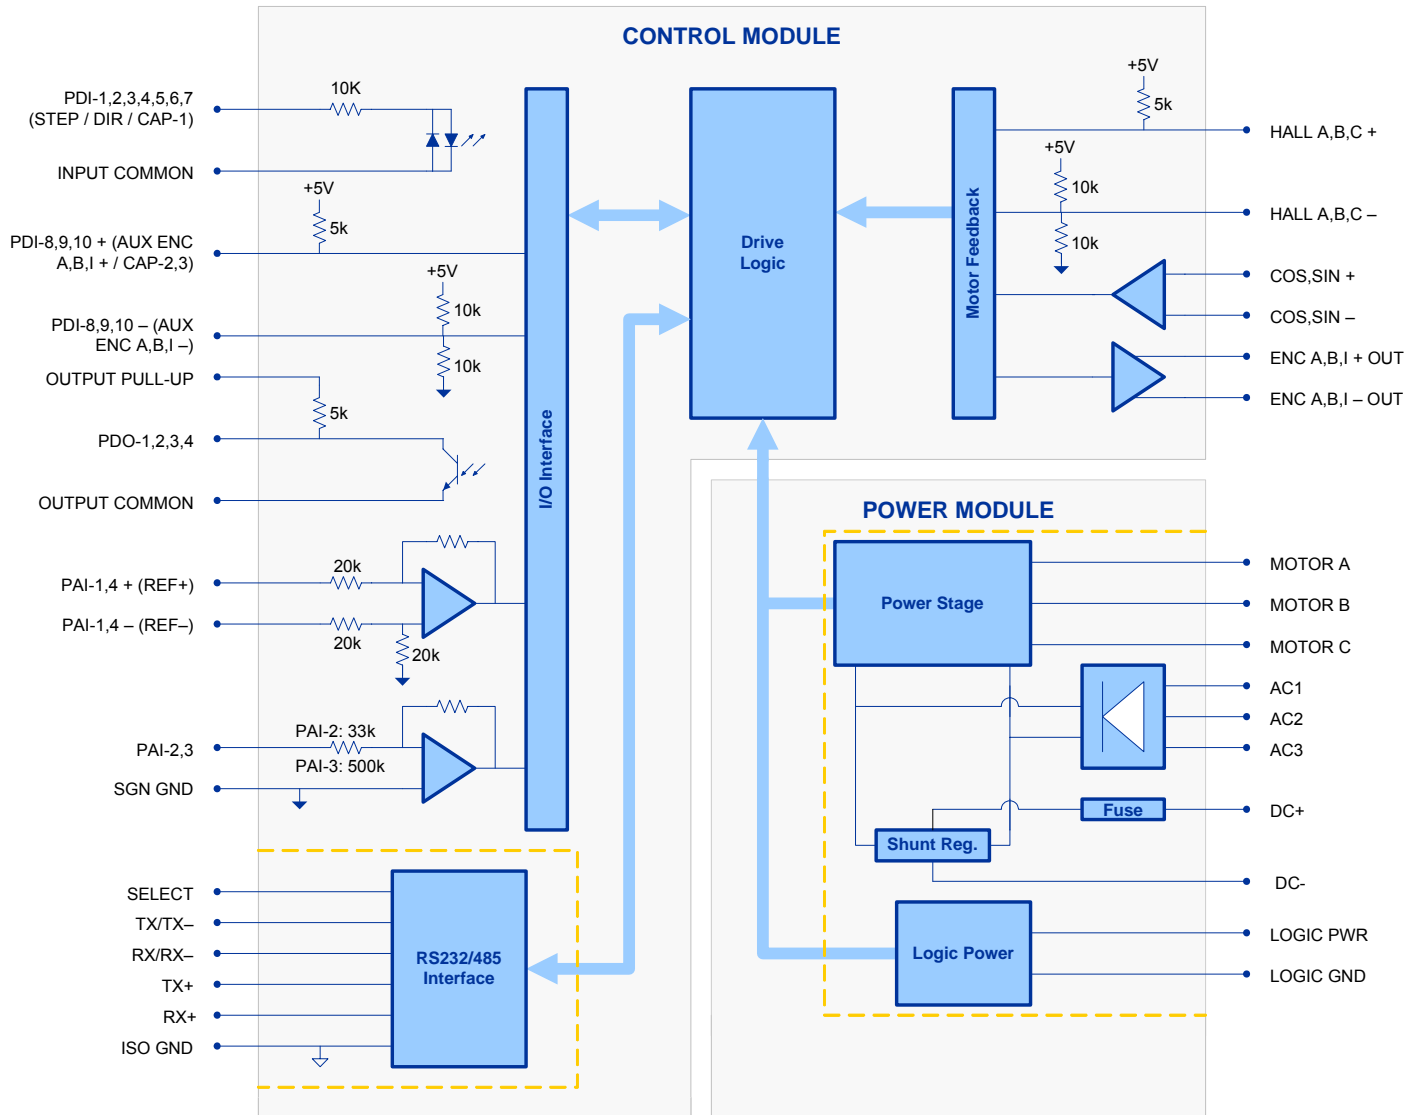 CONTROL MODULE
PDI-1,2,3,4,5,6,7
(STEP / DIR / CAP-1)
10K
INPUT COMMON
+5V
5k
PDI-8,9,10 + (AUX ENC
A,B,I + / CAP-2,3)
+5V
10k
PDI-8,9,10 – (AUX
ENC A,B,I –)
10k
OUTPUT PULL-UP
5k
PDO-1,2,3,4
OUTPUT COMMON
20k
PAI-1,4 + (REF+)
PAI-1,4 – (REF–)
20k
20k
PAI-2: 33k
PAI-2,3
PAI-3: 500k
SGN GND
I/O Interface
SELECT
TX/TX–
RX/RX–
TX+
RX+
ISO GND
RS232/485
Interface
Drive
Logic
Motor Feedback
+5V
5k
HALL A,B,C +
+5V
10k
HALL A,B,C –
10k
COS,SIN +
COS,SIN –
ENC A,B,I + OUT
ENC A,B,I – OUT
POWER MODULE
Power Stage
MOTOR A
MOTOR B
MOTOR C
AC1
AC2
AC3
Fuse
DC+
Shunt Reg.
DC-
Logic Power
LOGIC PWR
LOGIC GND